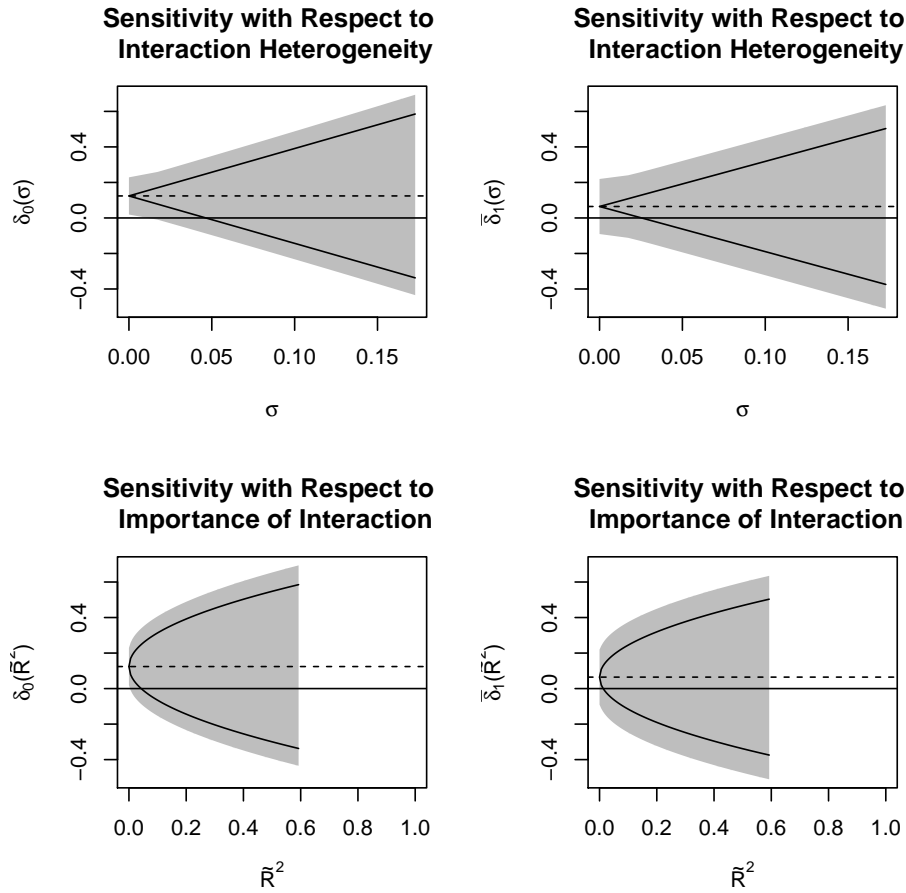 Sensitivity with Respect to
Interaction Heterogeneity
δ̄₀(σ)
0.4
0.0
−0.4
0.00
0.05
0.10
0.15
σ
Sensitivity with Respect to
Interaction Heterogeneity
δ̄₁(σ)
0.4
0.0
−0.4
0.00
0.05
0.10
0.15
σ
Sensitivity with Respect to
Importance of Interaction
δ̄₀(R̃²)
0.4
0.0
−0.4
0.0
0.2
0.4
0.6
0.8
1.0
R̃²
Sensitivity with Respect to
Importance of Interaction
δ̄₁(R̃²)
0.4
0.0
−0.4
0.0
0.2
0.4
0.6
0.8
1.0
R̃²